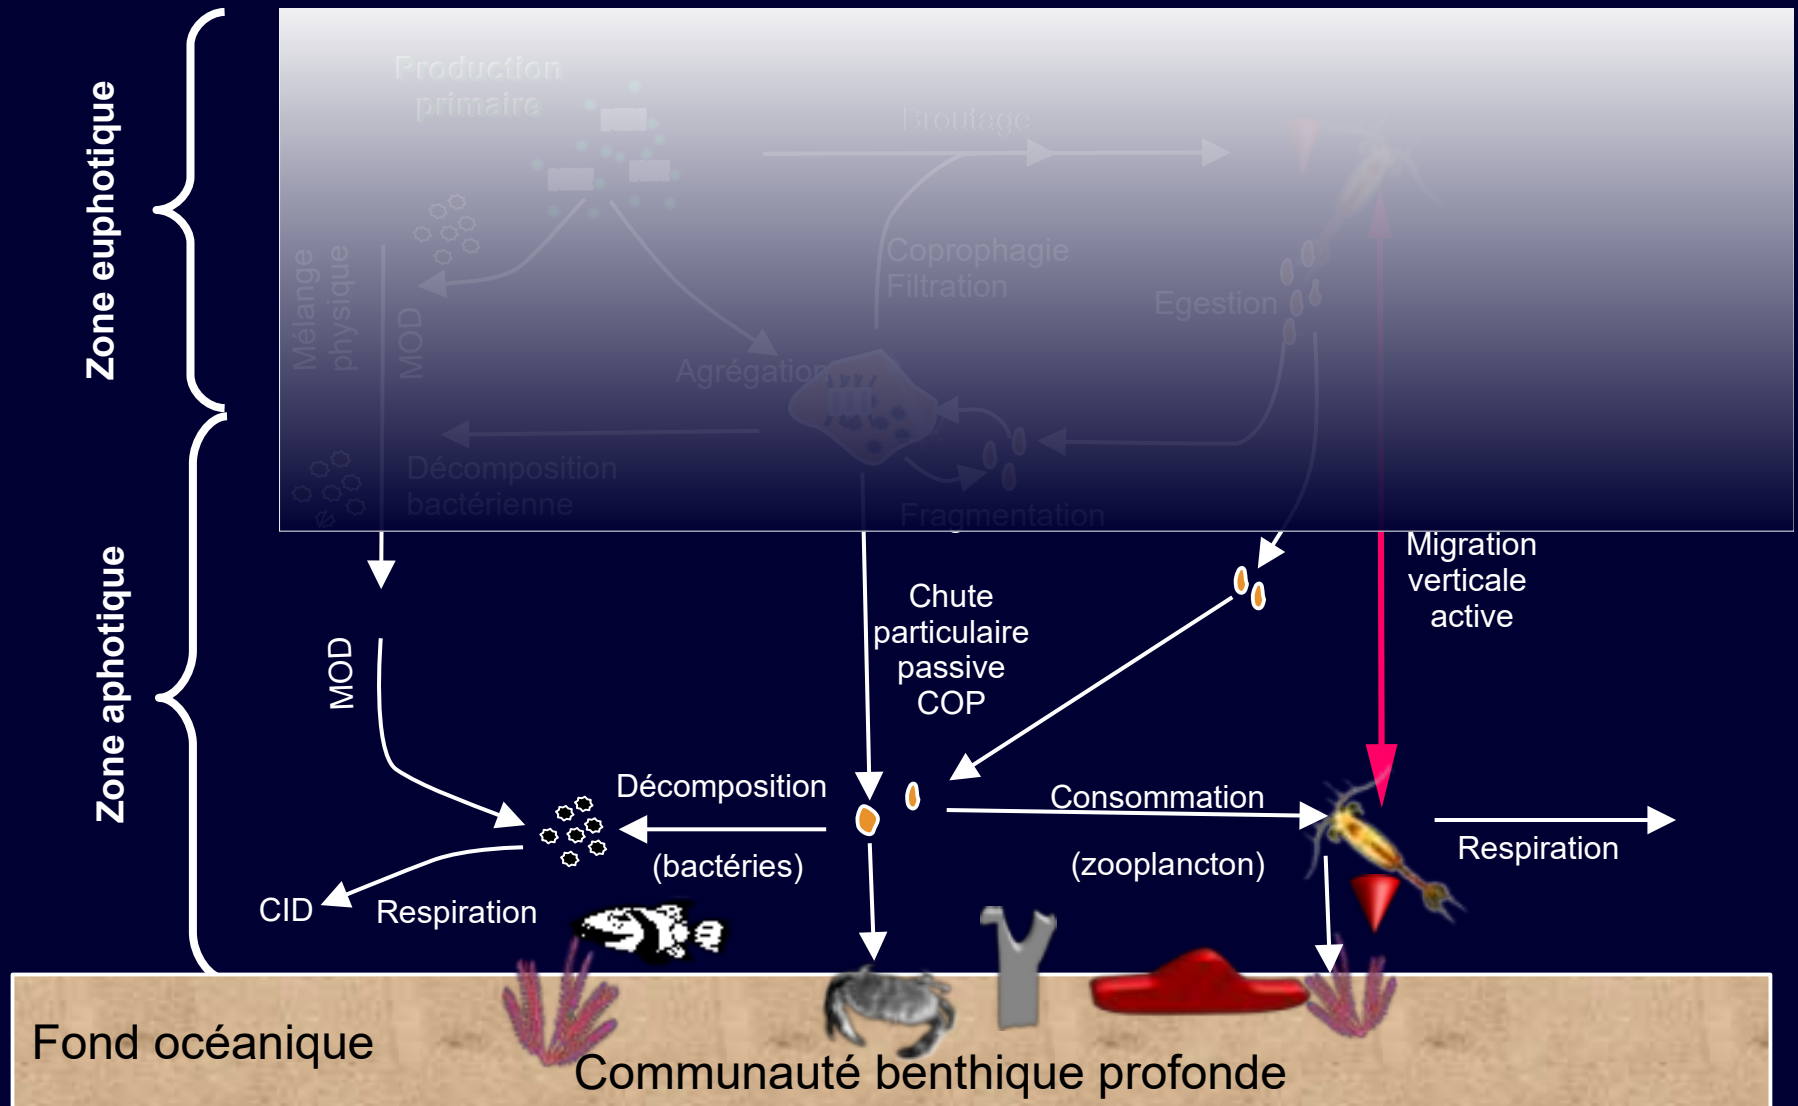 Production
primaire
Broutage
Zone euphotique
Mélange
physique
MOD
Coprophagie
Filtration
Egestion
Agrégation
Décomposition
bactérienne
Fragmentation
Migration
verticale
active
Chute
particulaire
passive
COP
Zone aphotique
MOD
Décomposition
(bactéries)
Consommation
(zooplancton)
Respiration
CID
Respiration
Fond océanique
Communauté benthique profonde